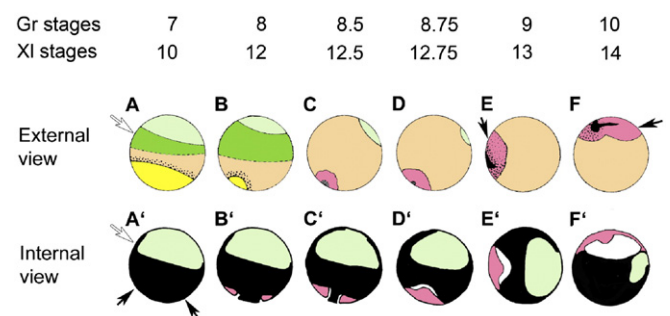 Gr stages 7 8 8.5 8.75 9 10
Xl stages 10 12 12.5 12.75 13 14
A B C D E F
External
view
A‘ B‘ C‘ D‘ E‘ F‘
Internal
view